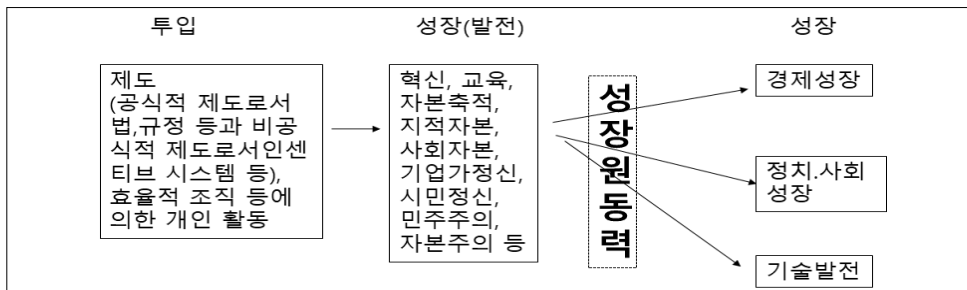 투입
성장(발전)
성장
제도
(공식적 제도로서
법,규정 등과 비공
식적 제도로서인센
티브 시스템 등),
효율적 조직 등에
의한 개인 활동
혁신, 교육,
자본축적,
지적자본,
사회자본,
기업가정신,
시민정신,
민주주의,
자본주의 등
성장원동력
경제성장
정치.사회
성장
기술발전